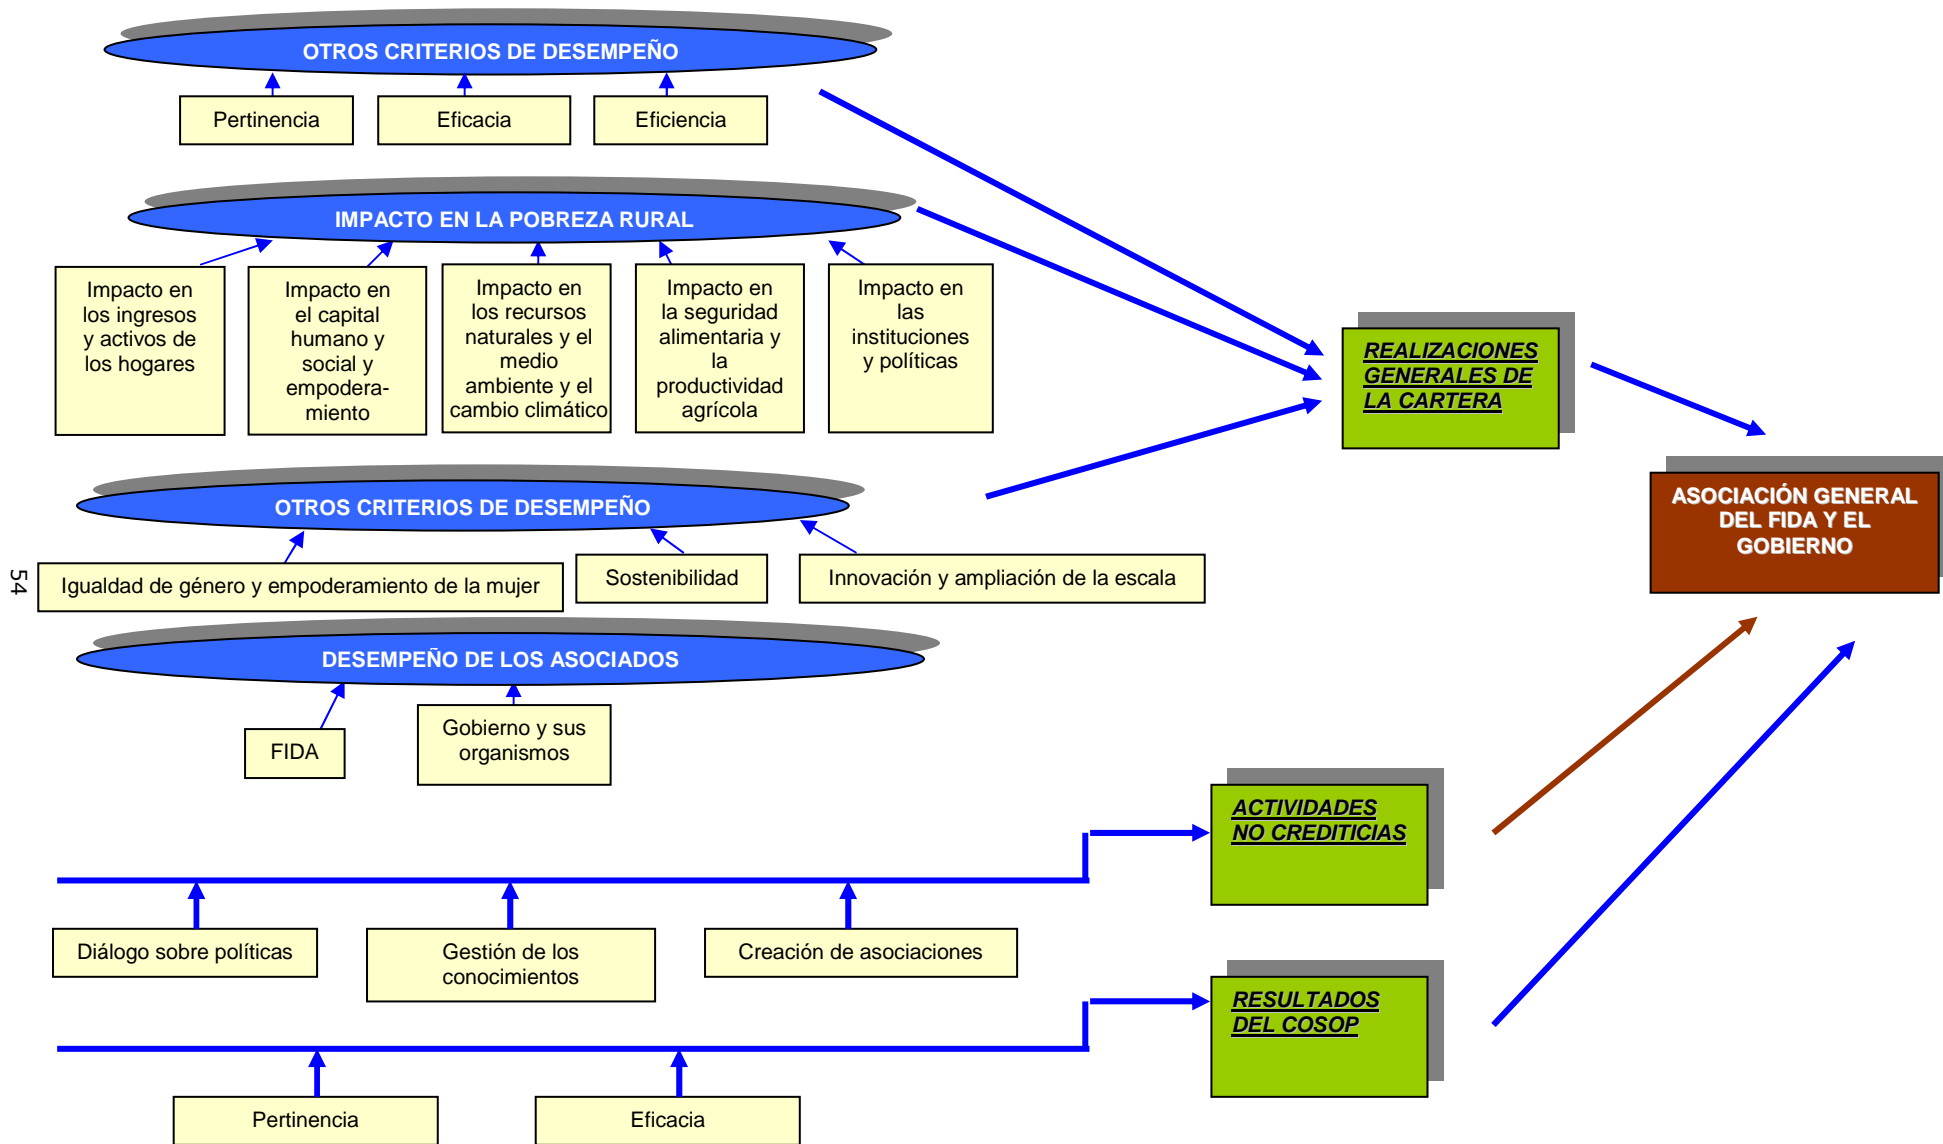 OTROS CRITERIOS DE DESEMPEÑO
Pertinencia
Eficacia
Eficiencia
IMPACTO EN LA POBREZA RURAL
Impacto en
los ingresos
y activos de
los hogares
Impacto en
el capital
humano y
social y
empodera-
miento
Impacto en
los recursos
naturales y el
medio
ambiente y el
cambio climático
Impacto en
la seguridad
alimentaria y
la
productividad
agrícola
Impacto en
las
instituciones
y políticas
REALIZACIONES
GENERALES DE
LA CARTERA
OTROS CRITERIOS DE DESEMPEÑO
Igualdad de género y empoderamiento de la mujer
Sostenibilidad
Innovación y ampliación de la escala
ASOCIACIÓN GENERAL
DEL FIDA Y EL
GOBIERNO
54
DESEMPEÑO DE LOS ASOCIADOS
FIDA
Gobierno y sus
organismos
ACTIVIDADES
NO CREDITICIAS
Diálogo sobre políticas
Gestión de los
conocimientos
Creación de asociaciones
RESULTADOS
DEL COSOP
Pertinencia
Eficacia